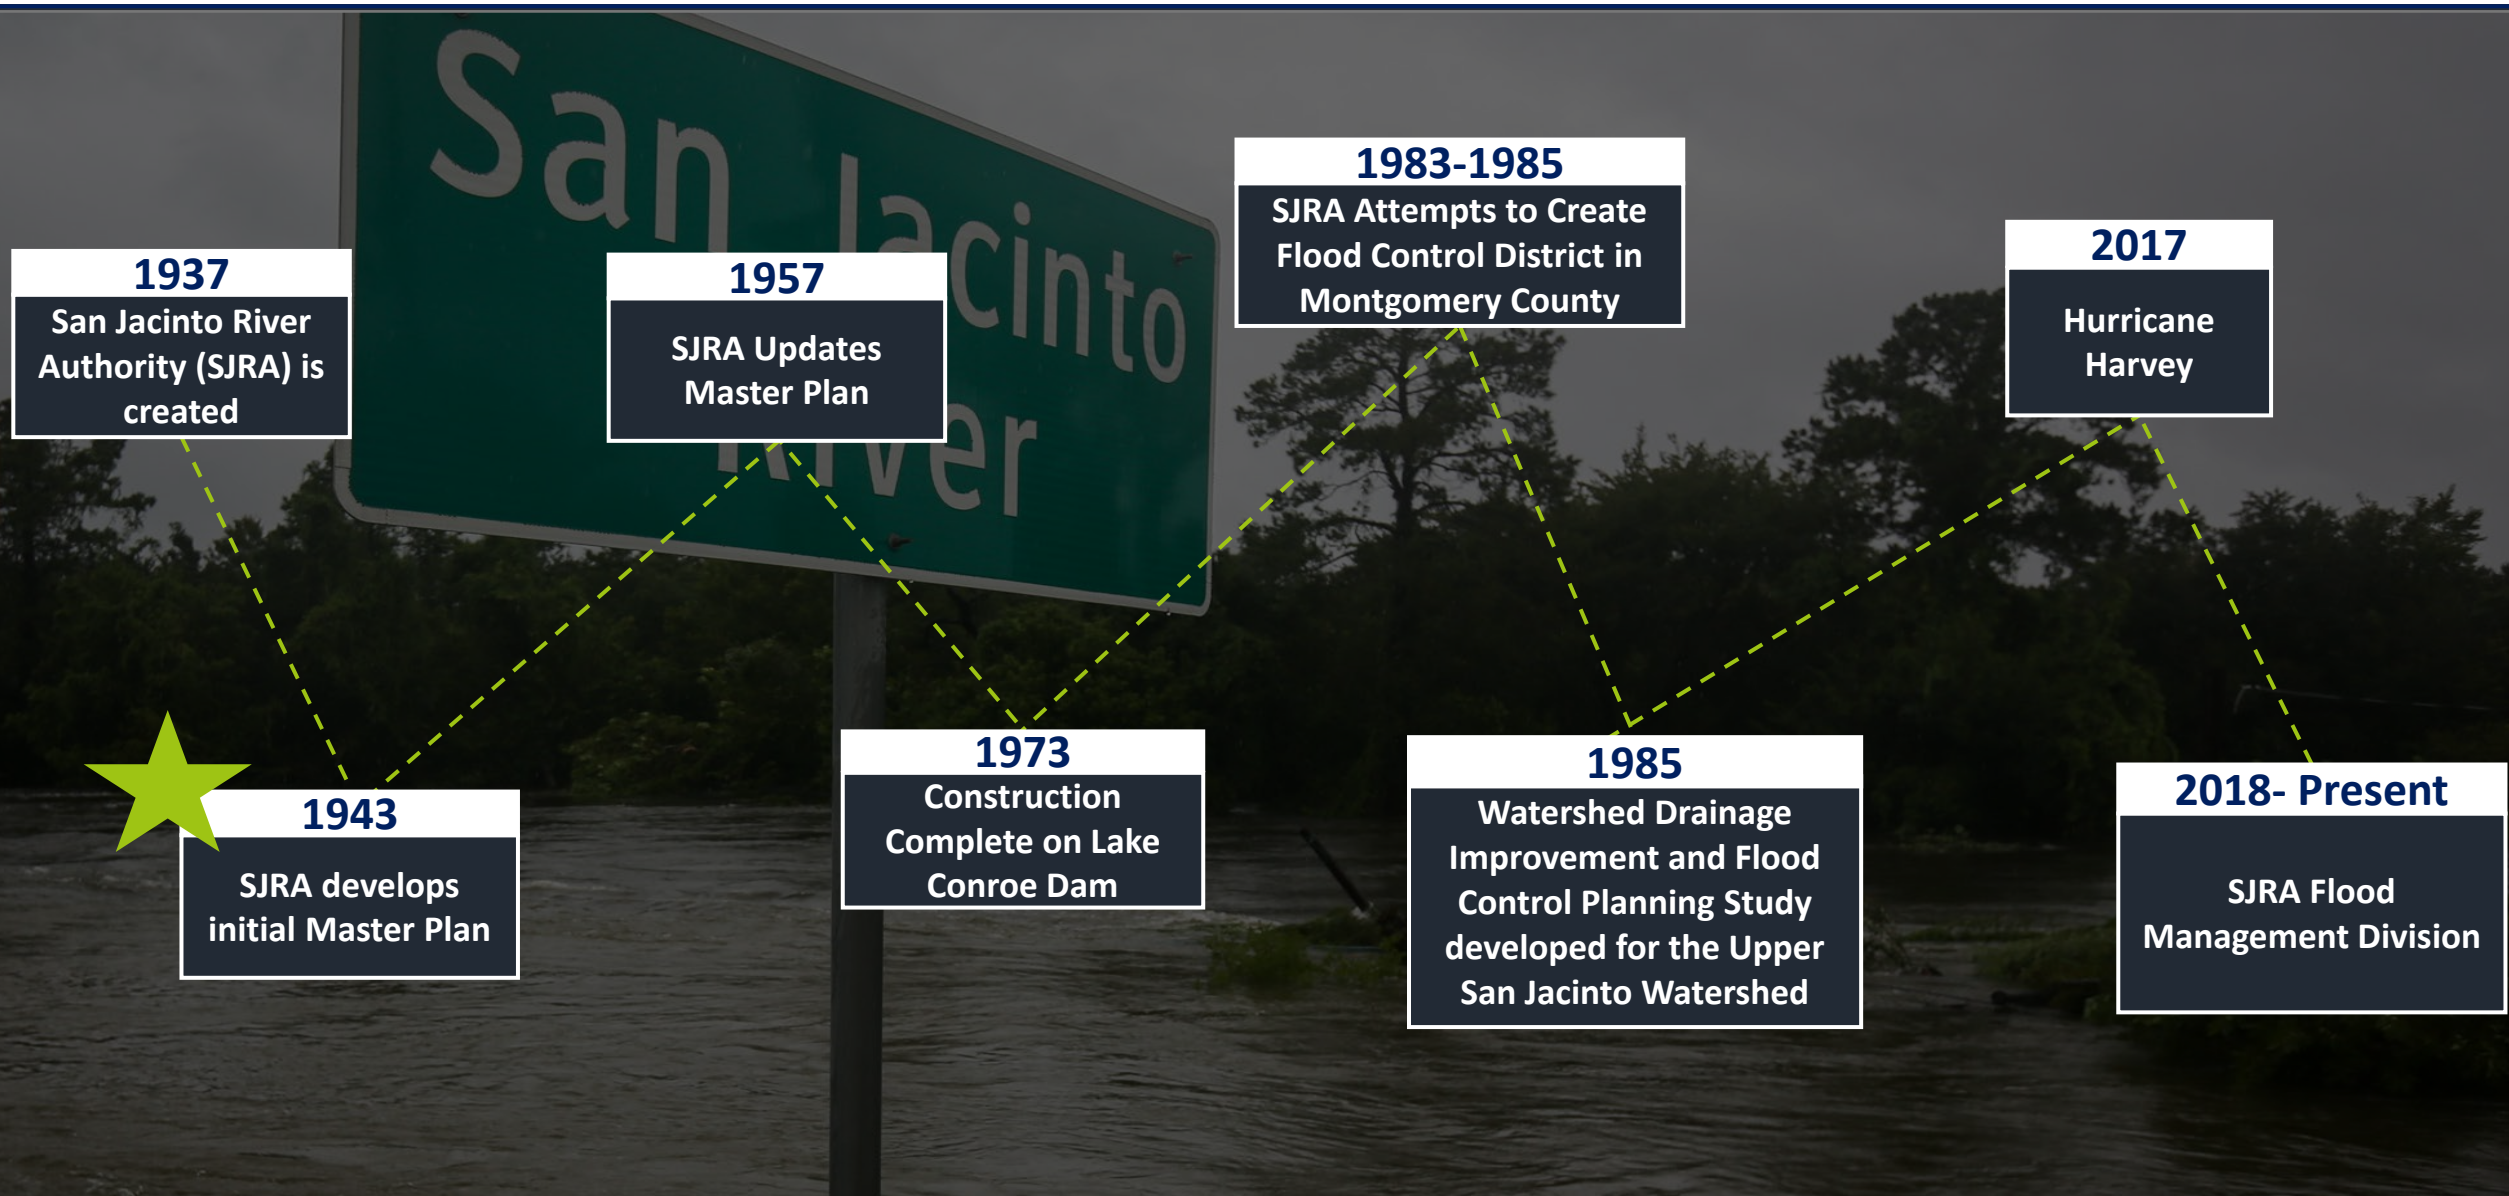 San Jacinto
River
1937
San Jacinto River
Authority (SJRA) is
created
1943
SJRA develops
initial Master Plan
1957
SJRA Updates
Master Plan
1973
Construction
Complete on Lake
Conroe Dam
1983-1985
SJRA Attempts to Create
Flood Control District in
Montgomery County
1985
Watershed Drainage
Improvement and Flood
Control Planning Study
developed for the Upper
San Jacinto Watershed
2017
Hurricane
Harvey
2018- Present
SJRA Flood
Management Division